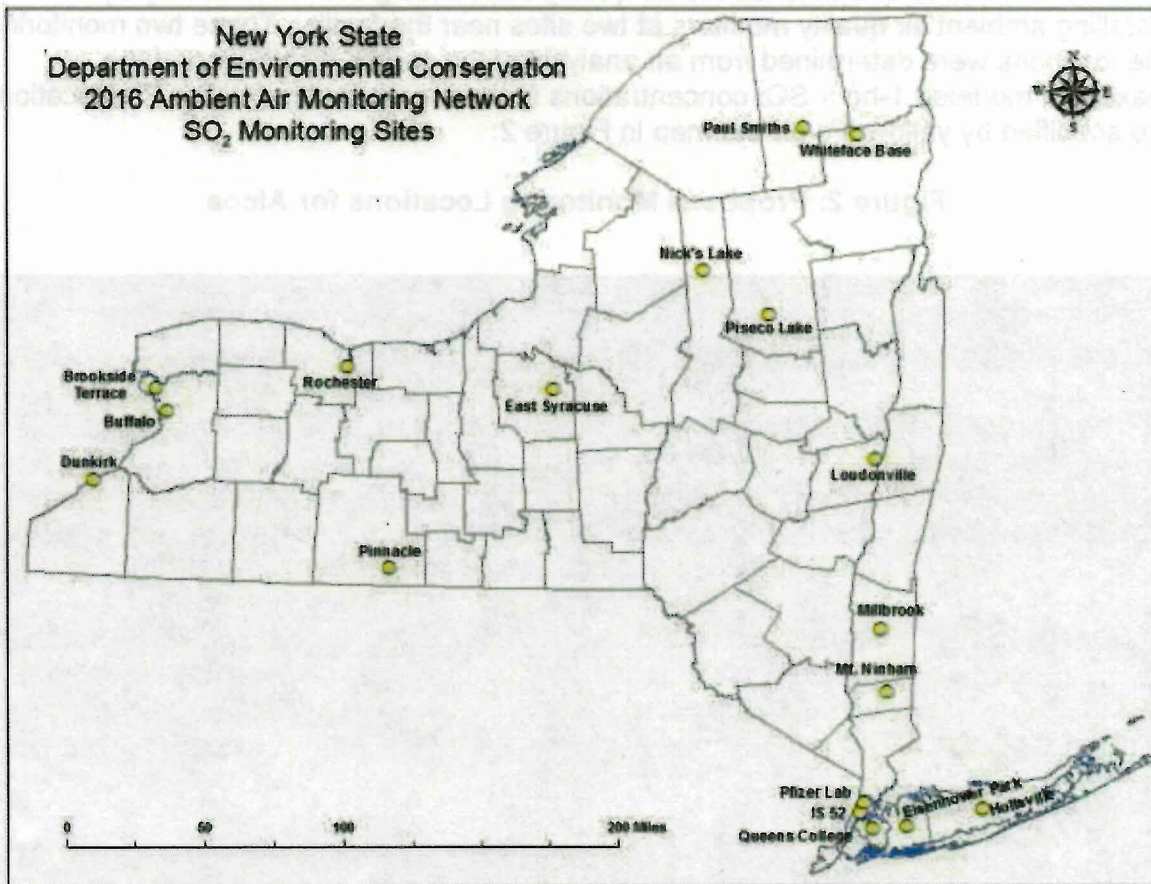 New York State
Department of Environmental Conservation
2016 Ambient Air Monitoring Network
SO₂ Monitoring Sites
N
W
E
S
Paul Smiths
Whiteface Base
Nick's Lake
Piseco Lake
Brookside
Terrace
Rochester
East Syracuse
Buffalo
Dunkirk
Loudonville
Pinnacle
Millbrook
Mt. Ninham
Pfizer Lab
IS 52
Queens College
Eisenhower Park
Holtsville
0 50 100 200 Miles